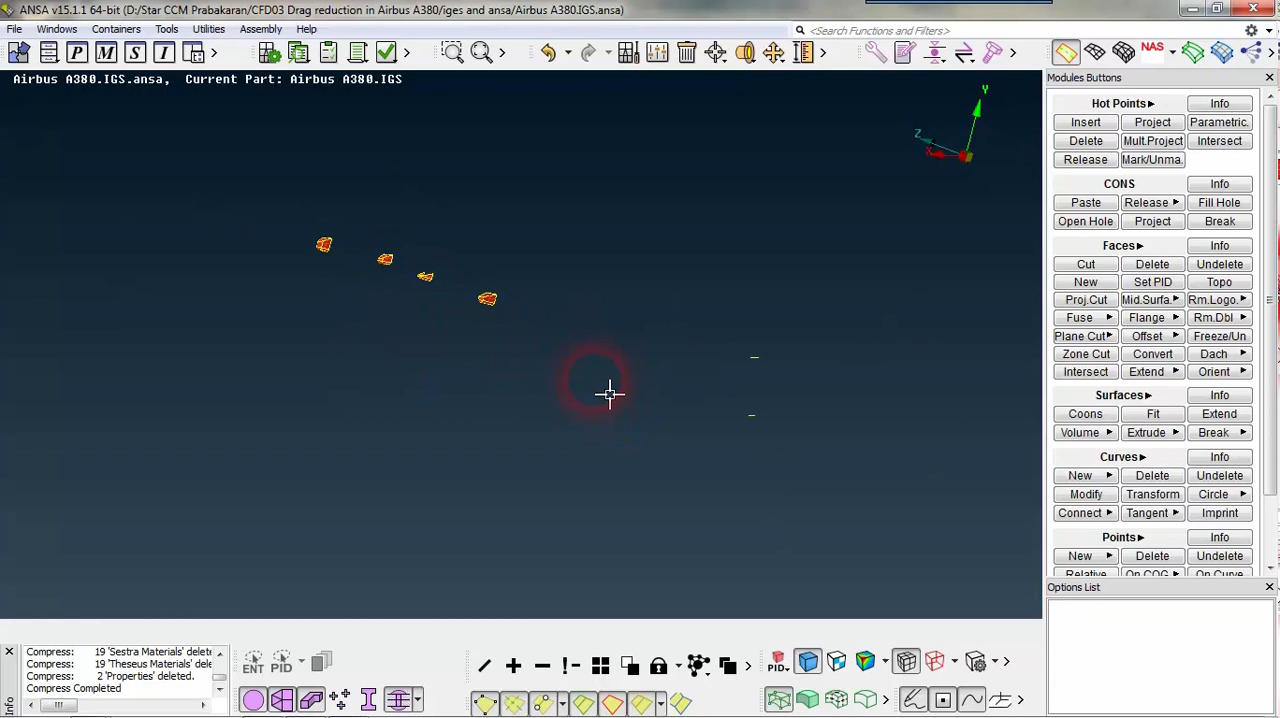 ANSA v15.1.1 64-bit (D:/Star CCM Prabakaran/CFD03 Drag reduction in Airbus A380/iges and ansa/Airbus A380.IGS.ansa)
File Windows Containers Tools Utilities Assembly Help
<Search Functions and Filters>
P M S I NAS
Airbus A380.IGS.ansa, Current Part: Airbus A380.IGS
Y
Z
X
Modules Buttons
Hot Points Info
Insert Project Parametric.
Delete Mult.Project Intersect
Release Mark/Unma.
CONS Info
Paste Release Fill Hole
Open Hole Project Break
Faces Info
Cut Delete Undelete
New Set PID Topo
Proj.Cut Mid.Surfa. Rm.Logo.
Fuse Flange Rm.Dbl
Plane Cut Offset Freeze/Un
Zone Cut Convert Dach
Intersect Extend Orient
Surfaces Info
Coons Fit Extend
Volume Extrude Break
Curves Info
New Delete Undelete
Modify Transform Circle
Connect Tangent Imprint
Points Info
New Delete Undelete
Relative On COG On Curve
Options List
Info
Compress: 19 'Sestra Materials' delete
Compress: 19 'Theseus Materials' dele
Compress: 2 'Properties' deleted.
Compress Completed
ENT PID
PID